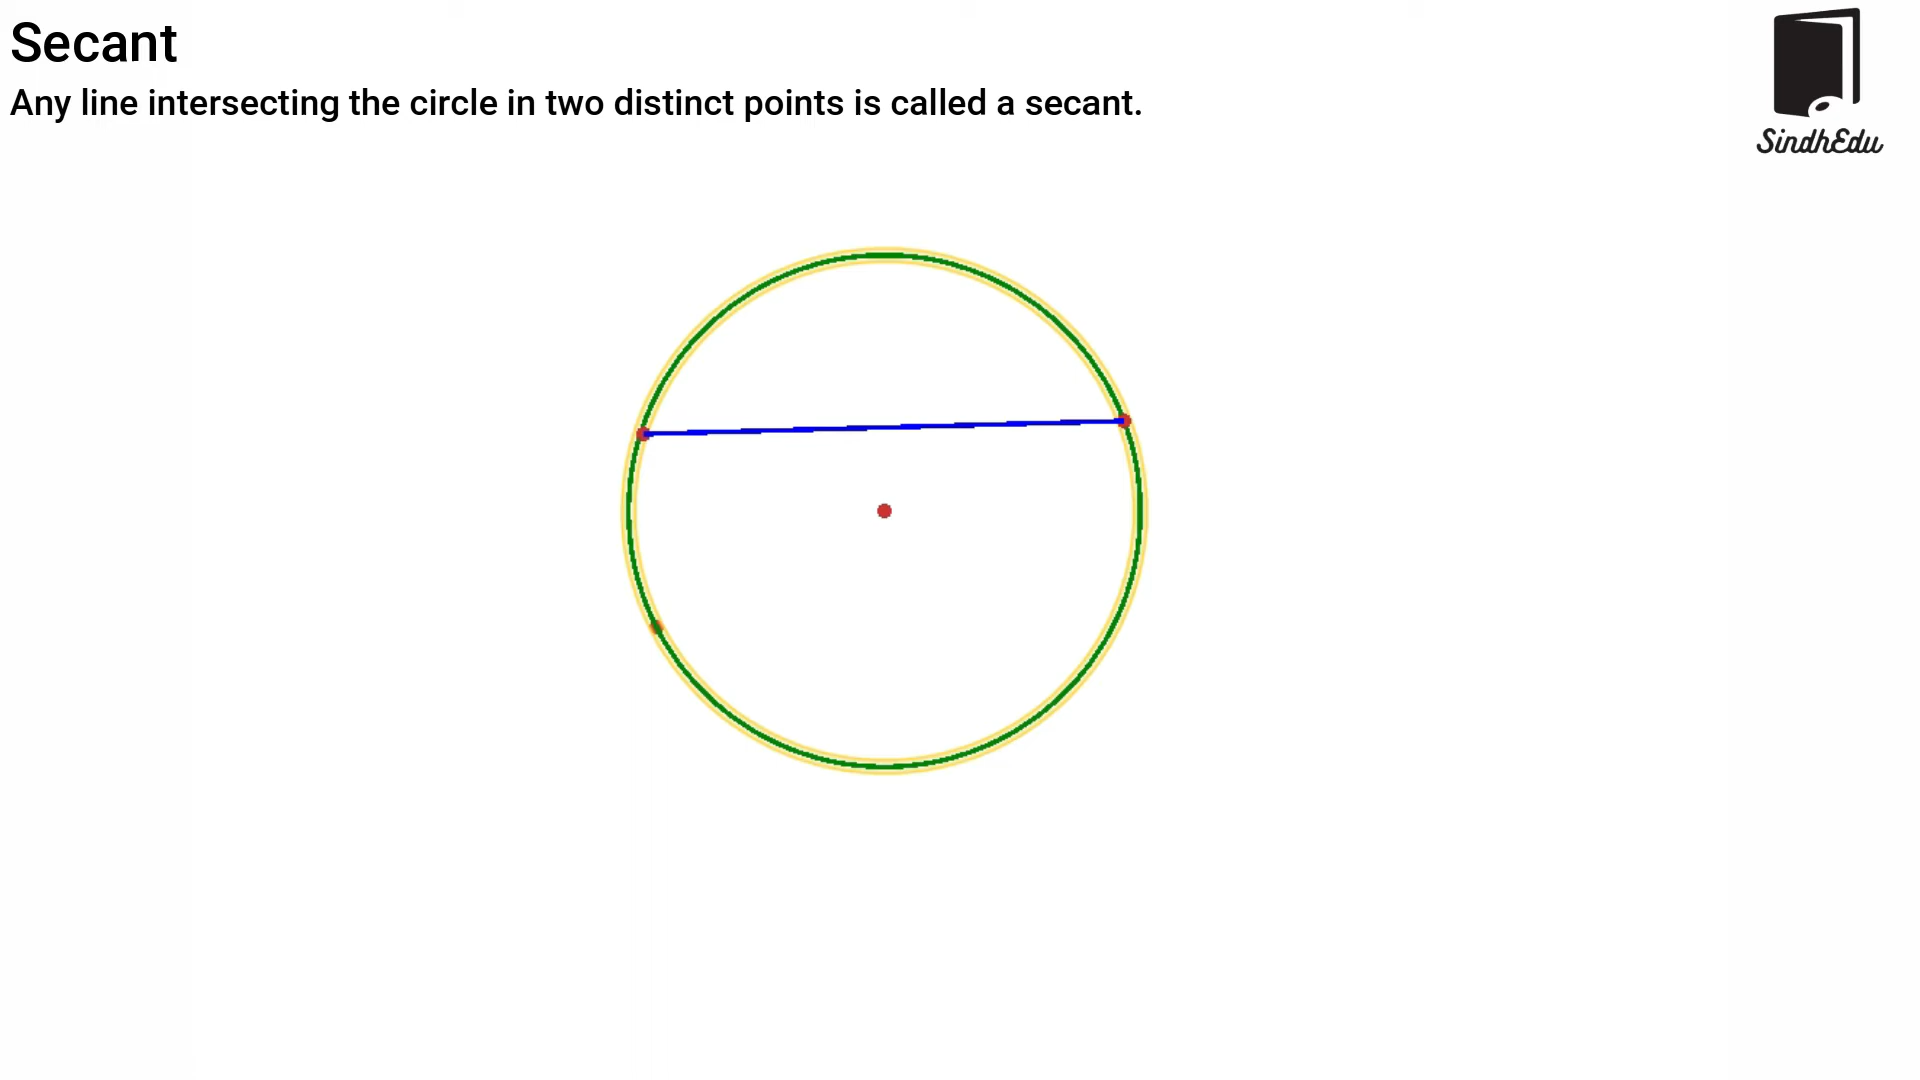 Secant
Any line intersecting the circle in two distinct points is called a secant.
SindhEdu